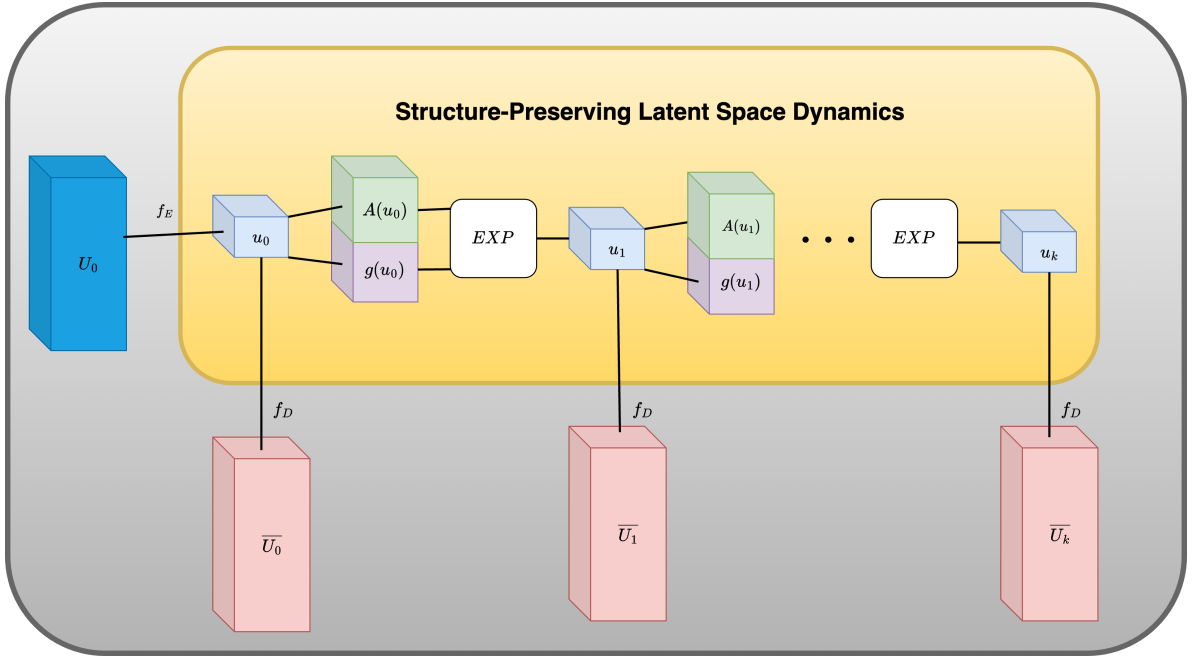 Structure-Preserving Latent Space Dynamics
$U_0$
$f_E$
$u_0$
$A(u_0)$
$g(u_0)$
$EXP$
$u_1$
$A(u_1)$
$g(u_1)$
• • •
$EXP$
$u_k$
$f_D$
$f_D$
$f_D$
$\overline{U_0}$
$\overline{U_1}$
$\overline{U_k}$